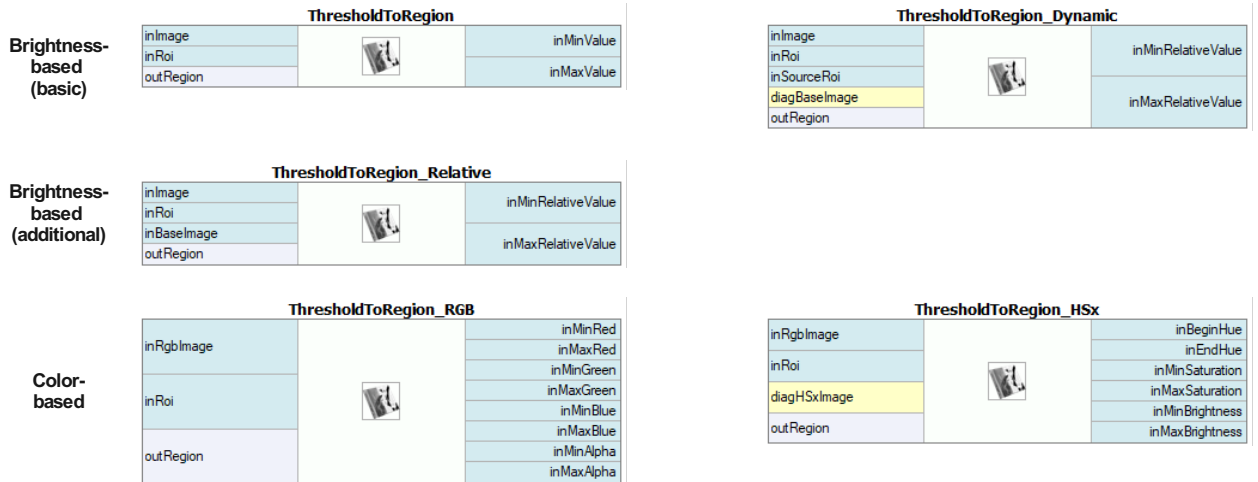 Brightness-
based
(basic)
ThresholdToRegion
inImage
inRoi
outRegion
inMinValue
inMaxValue
ThresholdToRegion_Dynamic
inImage
inRoi
inSourceRoi
diagBaseImage
outRegion
inMinRelativeValue
inMaxRelativeValue
Brightness-
based
(additional)
ThresholdToRegion_Relative
inImage
inRoi
inBaseImage
outRegion
inMinRelativeValue
inMaxRelativeValue
Color-
based
ThresholdToRegion_RGB
inRgbImage
inRoi
outRegion
inMinRed
inMaxRed
inMinGreen
inMaxGreen
inMinBlue
inMaxBlue
inMinAlpha
inMaxAlpha
ThresholdToRegion_HSx
inRgbImage
inRoi
diagHSxImage
outRegion
inBeginHue
inEndHue
inMinSaturation
inMaxSaturation
inMinBrightness
inMaxBrightness